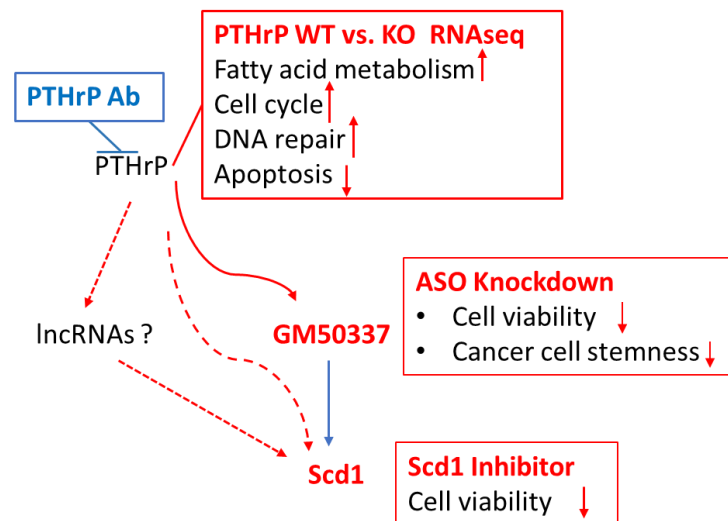 PTHrP WT vs. KO RNAseq
Fatty acid metabolism
Cell cycle
DNA repair
Apoptosis
PTHrP Ab
PTHrP
lncRNAs ?
GM50337
ASO Knockdown
• Cell viability
• Cancer cell stemness
Scd1
Scd1 Inhibitor
Cell viability